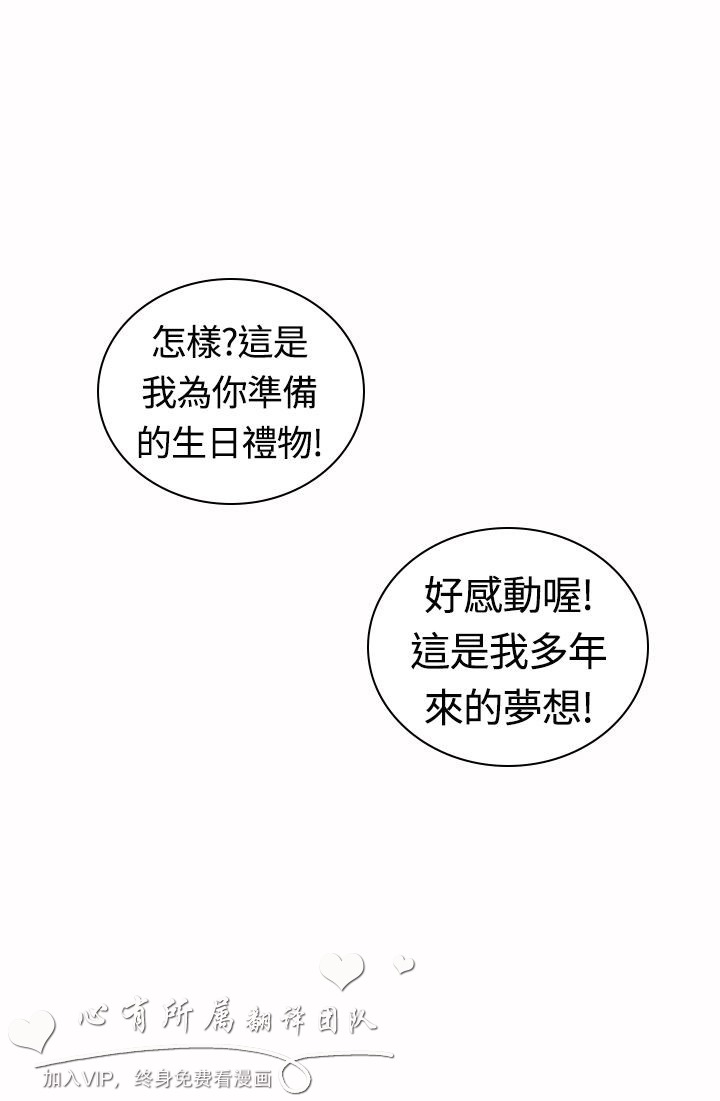 怎樣?這是
我為你準備
的生日禮物!
好感動喔!
這是我多年
來的夢想!
心有所属翻译团队
加入VIP，终身免费看漫画